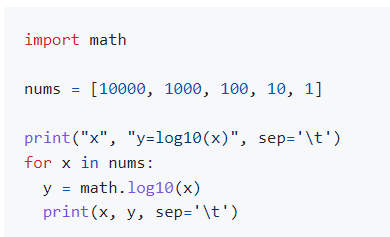 import math
nums = [10000, 1000, 100, 10, 1]
print("x", "y=log10(x)", sep='\t')
for x in nums:
  y = math.log10(x)
  print(x, y, sep='\t')